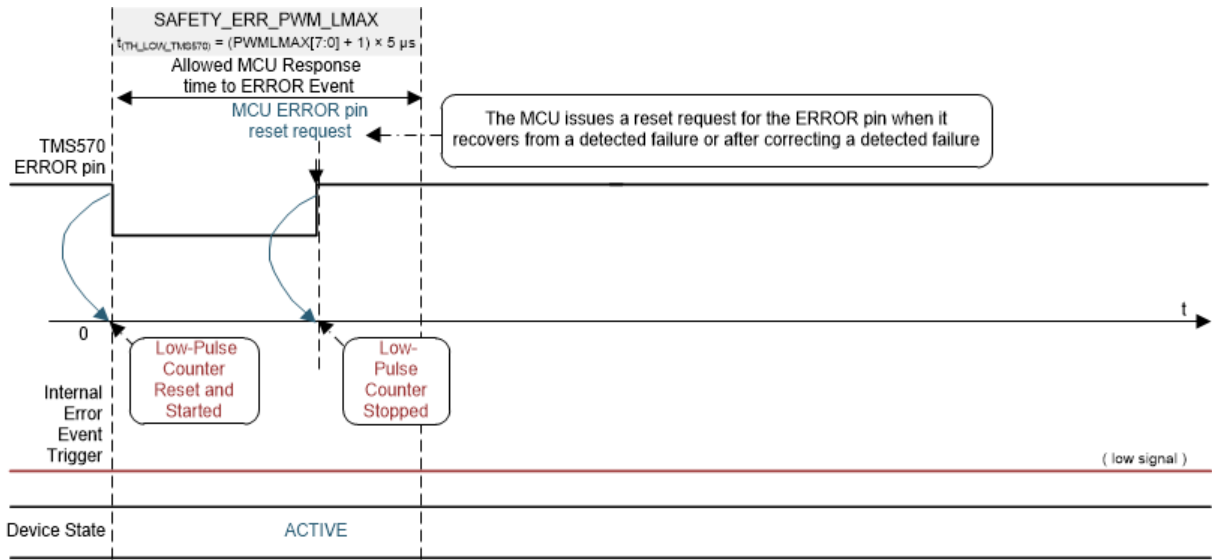 SAFETY_ERR_PWM_LMAX
t(TH_LOW_TMS570) = (PWMLMAX[7:0] + 1) × 5 µs
Allowed MCU Response
time to ERROR Event
MCU ERROR pin
reset request
The MCU issues a reset request for the ERROR pin when it
recovers from a detected failure or after correcting a detected failure
TMS570
ERROR pin
t
0
Low-Pulse
Counter
Reset and
Started
Low-
Pulse
Counter
Stopped
Internal
Error
Event
Trigger
( low signal )
Device State
ACTIVE